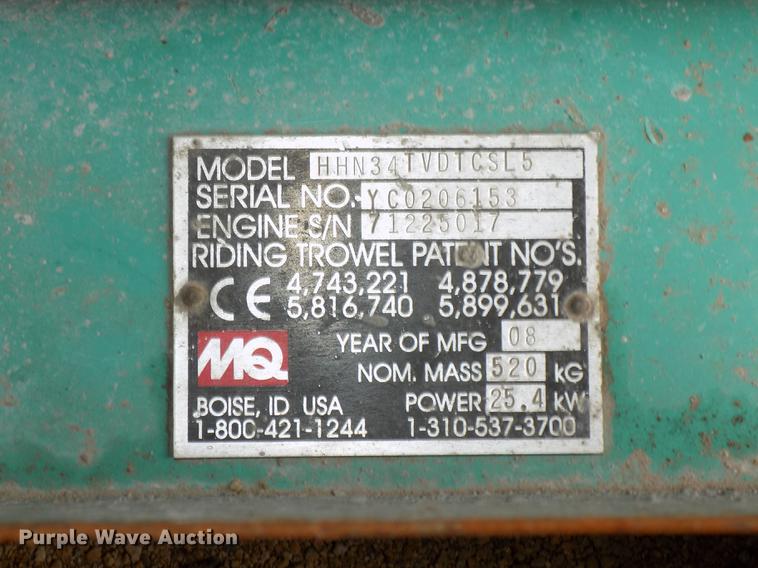 MODEL HHN34TVDTCSL5
SERIAL NO. YC0206153
ENGINE S/N 71225017
RIDING TROWEL PATENT NO'S.
CE 4,743,221 4,878,779
5,816,740 5,899,631
MQ
YEAR OF MFG 08
NOM. MASS 520 KG
POWER 25.4 KW
BOISE, ID USA
1-800-421-1244 1-310-537-3700
Purple Wave Auction